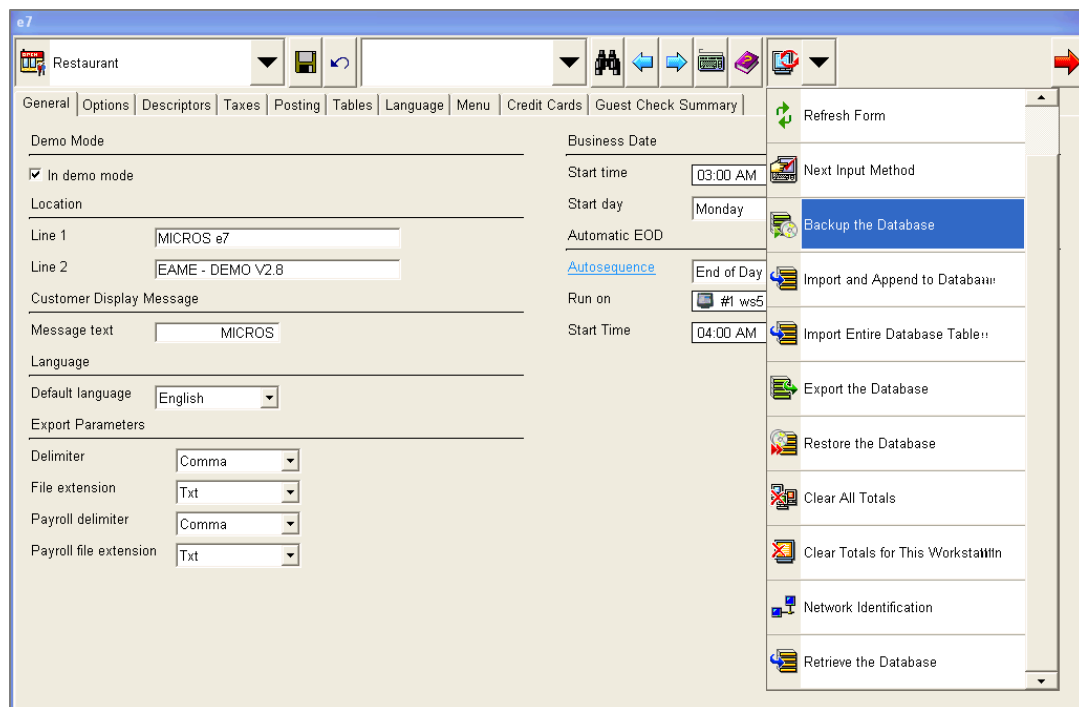 e7
Restaurant
General Options Descriptors Taxes Posting Tables Language Menu Credit Cards Guest Check Summary
Demo Mode
In demo mode
Location
Line 1 MICROS e7
Line 2 EAME - DEMO V2.8
Customer Display Message
Message text MICROS
Language
Default language English
Export Parameters
Delimiter Comma
File extension Txt
Payroll delimiter Comma
Payroll file extension Txt
Business Date
Start time 03:00 AM
Start day Monday
Automatic EOD
Autosequence End of Day
Run on #1 ws5
Start Time 04:00 AM
Refresh Form
Next Input Method
Backup the Database
Import and Append to
Import Entire Database
Export the Database
Restore the Database
Clear All Totals
Clear Totals for This
Network Identification
Retrieve the Database